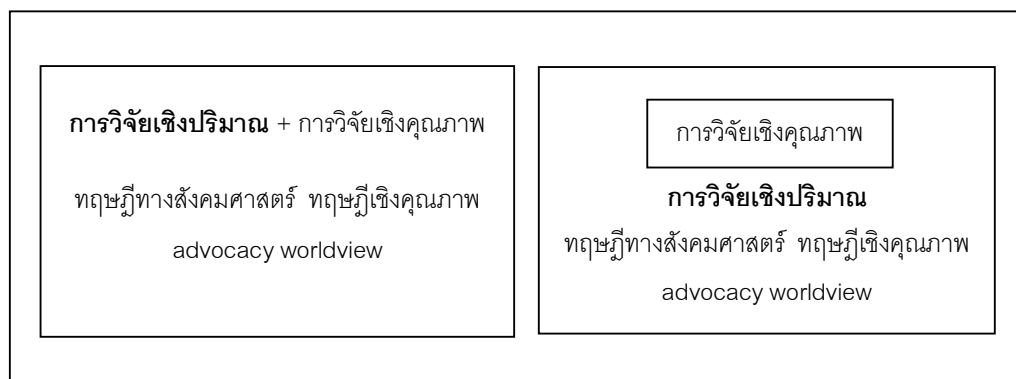 การวิจัยเชิงปริมาณ + การวิจัยเชิงคุณภาพ
ทฤษฎีทางสังคมศาสตร์ ทฤษฎีเชิงคุณภาพ
advocacy worldview
การวิจัยเชิงคุณภาพ
การวิจัยเชิงปริมาณ
ทฤษฎีทางสังคมศาสตร์ ทฤษฎีเชิงคุณภาพ
advocacy worldview